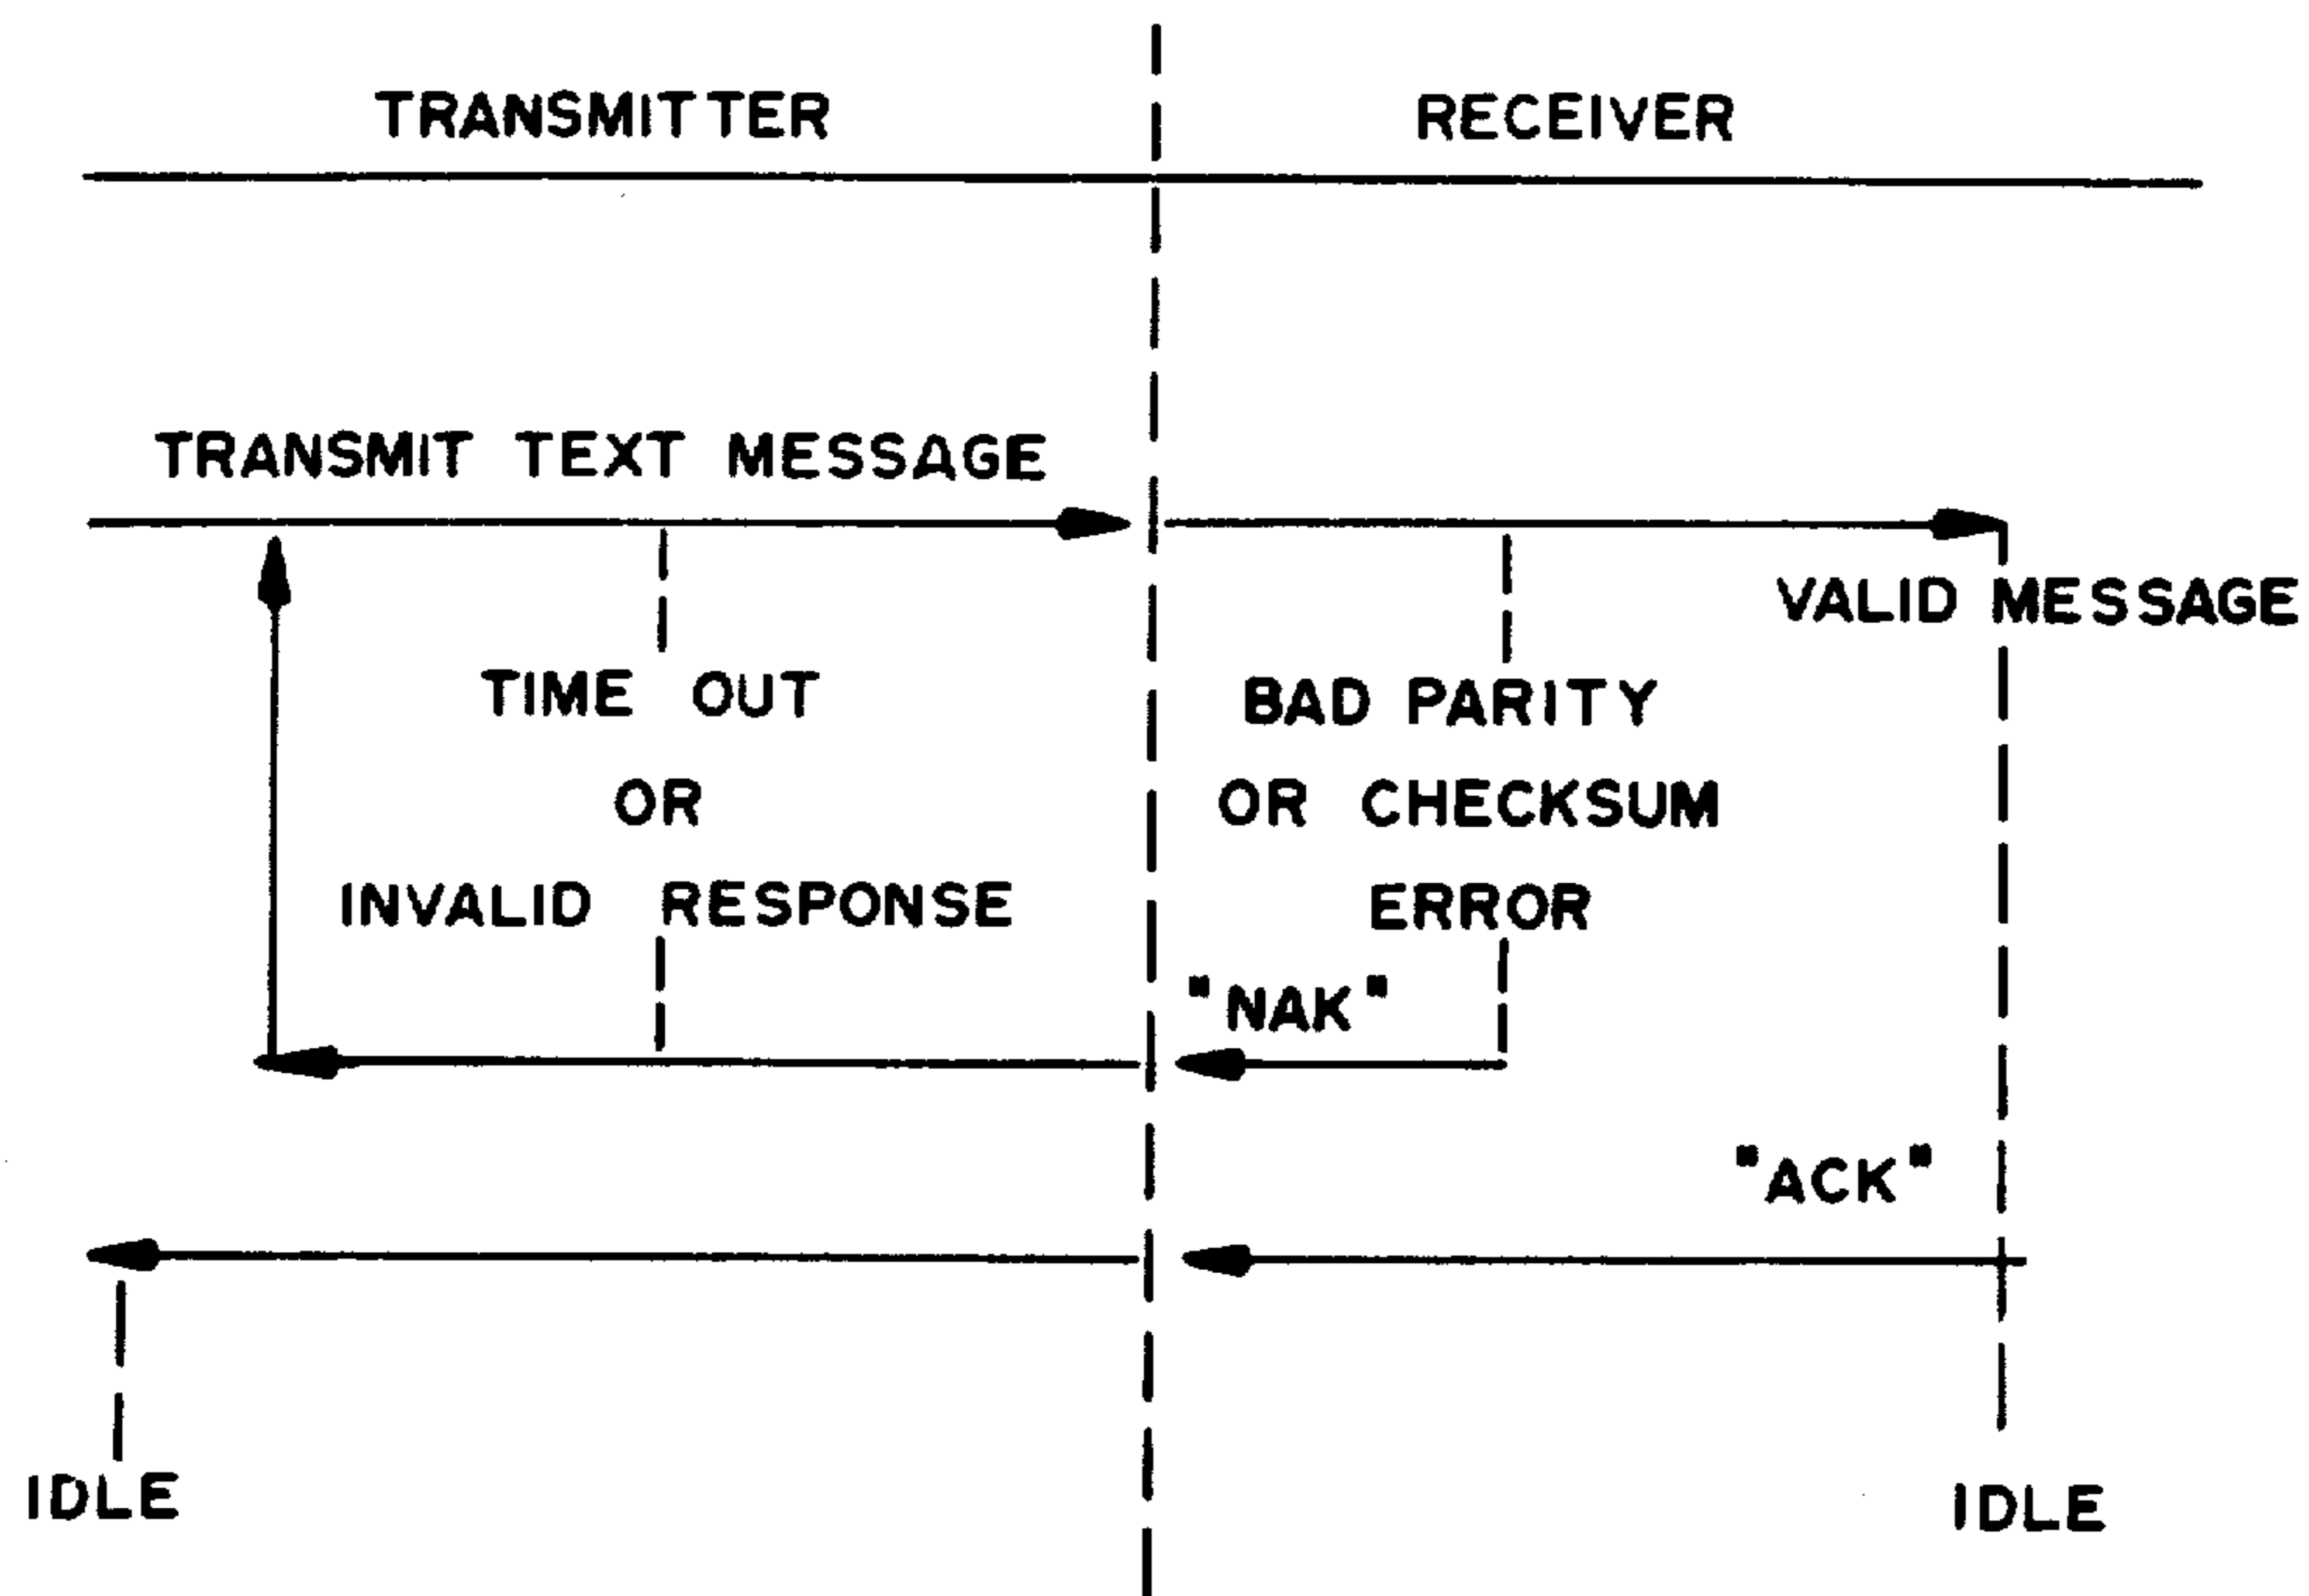 TRANSMITTER
RECEIVER
TRANSMIT TEXT MESSAGE
VALID MESSAGE
TIME OUT
OR
INVALID RESPONSE
BAD PARITY
OR CHECKSUM
ERROR
"NAK"
"ACK"
IDLE
IDLE